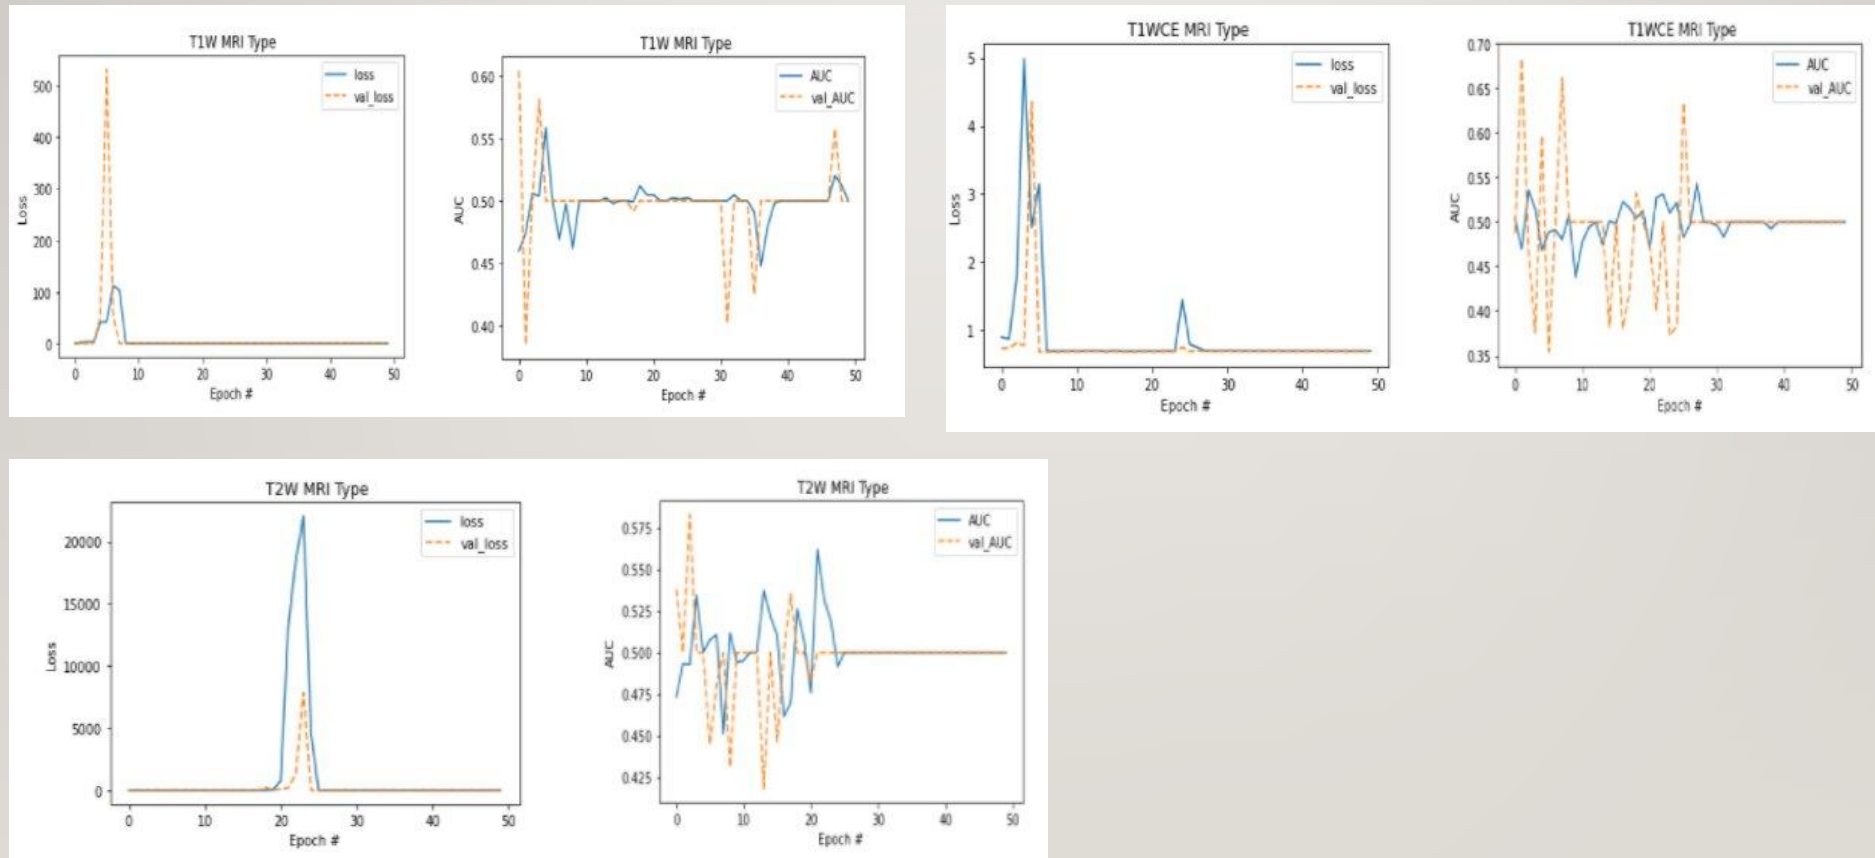 T1W MRI Type
loss
val_loss
500
400
300
200
100
0
Loss
0 10 20 30 40 50
Epoch #
T1W MRI Type
AUC
val_AUC
0.60
0.55
0.50
0.45
0.40
AUC
0 10 20 30 40 50
Epoch #
T1WCE MRI Type
loss
val_loss
5
4
3
2
1
Loss
0 10 20 30 40 50
Epoch #
T1WCE MRI Type
AUC
val_AUC
0.70
0.65
0.60
0.55
0.50
0.45
0.40
0.35
AUC
0 10 20 30 40 50
Epoch #
T2W MRI Type
loss
val_loss
20000
15000
10000
5000
0
Loss
0 10 20 30 40 50
Epoch #
T2W MRI Type
AUC
val_AUC
0.575
0.550
0.525
0.500
0.475
0.450
0.425
AUC
0 10 20 30 40 50
Epoch #